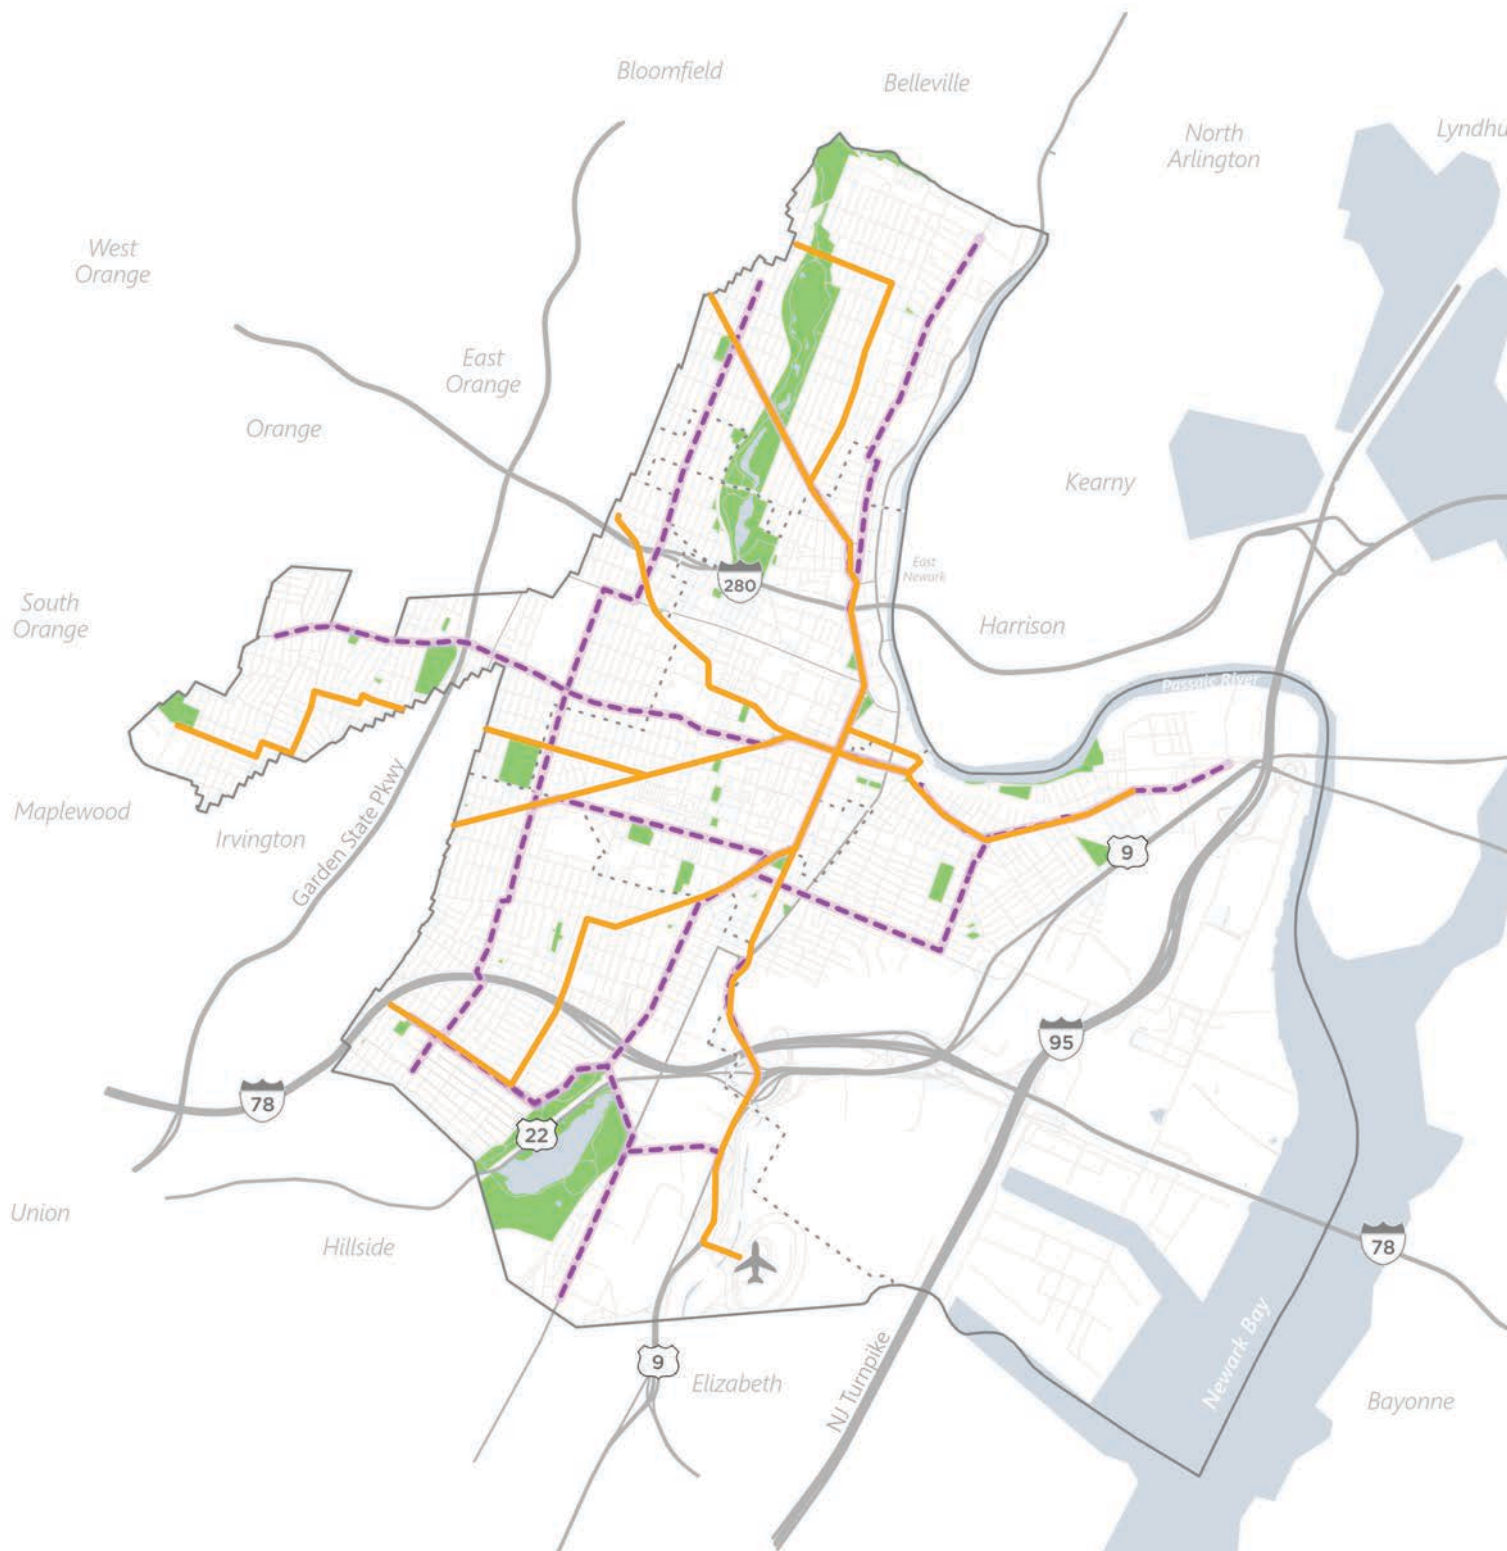 Bloomfield
Belleville
North
Arlington
Lyndhu
West
Orange
East
Orange
Orange
Kearny
East
Newark
280
South
Orange
Harrison
Passaic River
Maplewood
Irvington
Garden State Pkwy
9
95
78
22
Union
Hillside
78
9
Elizabeth
NJ Turnpike
Newark Bay
Bayonne